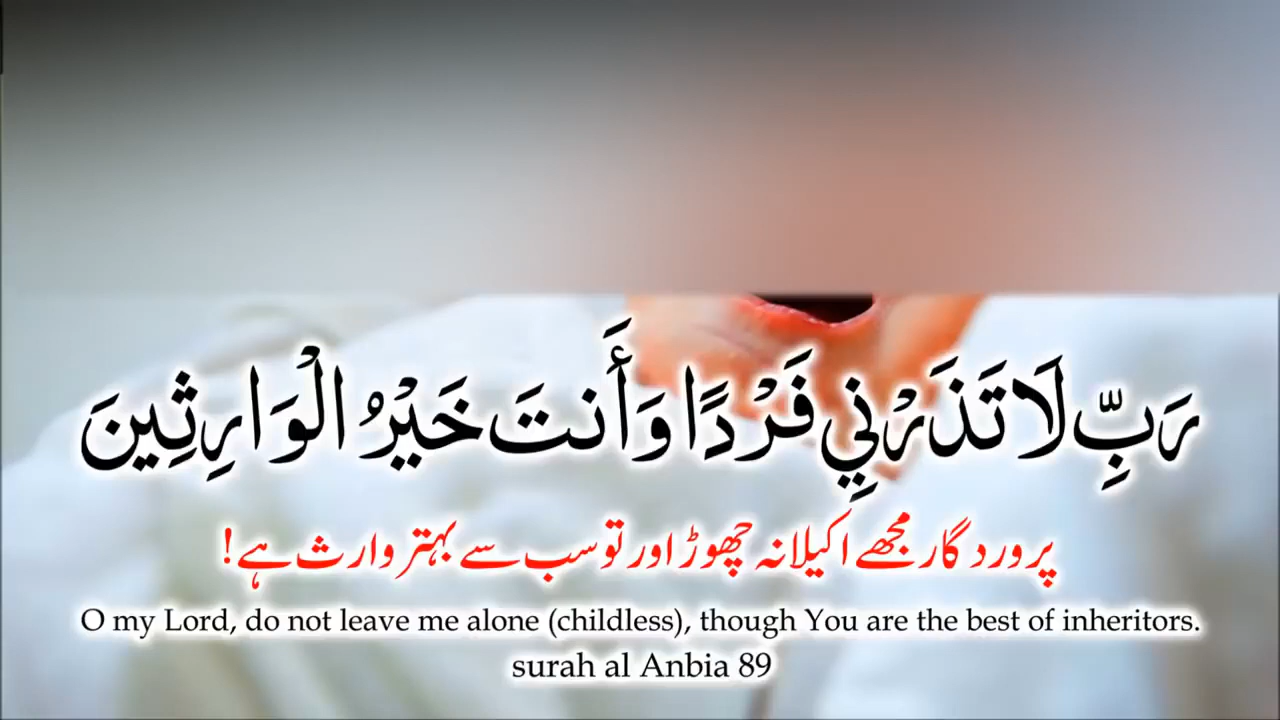 رَبِّ لَا تَذَرْنِي فَرْدًا وَأَنتَ خَيْرُ الْوَارِثِينَ
پروردگار مجھے اکیلا نہ چھوڑ اور تو سب سے بہتر وارث ہے!
O my Lord, do not leave me alone (childless), though You are the best of inheritors.
surah al Anbia 89